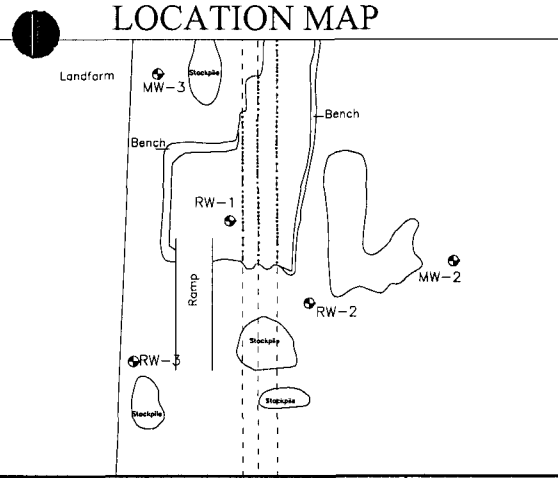 LOCATION MAP
Landfarm
MW-3
Stockpile
Bench
Bench
RW-1
MW-2
Ramp
RW-2
Stockpile
RW-3
Stockpile
Stockpile